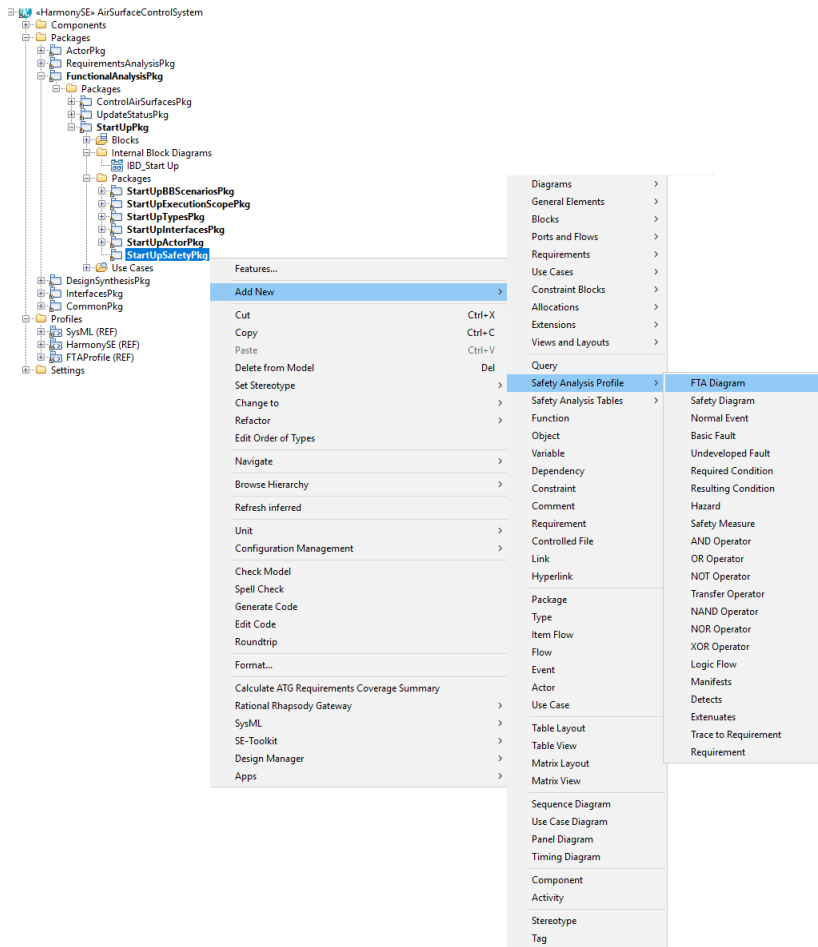 «HarmonySE» AirSurfaceControlSystem
Components
Packages
ActorPkg
RequirementsAnalysisPkg
FunctionalAnalysisPkg
Packages
ControlAirSurfacesPkg
UpdateStatusPkg
StartUpPkg
Blocks
Internal Block Diagrams
IBD_Start Up
Packages
StartUpBBScenariosPkg
StartUpExecutionScopePkg
StartUpTypesPkg
StartUpInterfacesPkg
StartUpActorPkg
StartUpSafetyPkg
Use Cases
DesignSynthesisPkg
InterfacesPkg
CommonPkg
Profiles
SysML (REF)
HarmonySE (REF)
FTAProfile (REF)
Settings
Features...
Add New
Cut Ctrl+X
Copy Ctrl+C
Paste Ctrl+V
Delete from Model Del
Set Stereotype
Change to
Refactor
Edit Order of Types
Navigate
Browse Hierarchy
Refresh inferred
Unit
Configuration Management
Check Model
Spell Check
Generate Code
Edit Code
Roundtrip
Format...
Calculate ATG Requirements Coverage Summary
Rational Rhapsody Gateway
SysML
SE-Toolkit
Design Manager
Apps
Diagrams
General Elements
Blocks
Ports and Flows
Requirements
Use Cases
Constraint Blocks
Allocations
Extensions
Views and Layouts
Query
Safety Analysis Profile
Safety Analysis Tables
Function
Object
Variable
Dependency
Constraint
Comment
Requirement
Controlled File
Link
Hyperlink
Package
Type
Item Flow
Flow
Event
Actor
Use Case
Table Layout
Table View
Matrix Layout
Matrix View
Sequence Diagram
Use Case Diagram
Panel Diagram
Timing Diagram
Component
Activity
Stereotype
Tag
FTA Diagram
Safety Diagram
Normal Event
Basic Fault
Undeveloped Fault
Required Condition
Resulting Condition
Hazard
Safety Measure
AND Operator
OR Operator
NOT Operator
Transfer Operator
NAND Operator
NOR Operator
XOR Operator
Logic Flow
Manifests
Detects
Extenuates
Trace to Requirement
Requirement